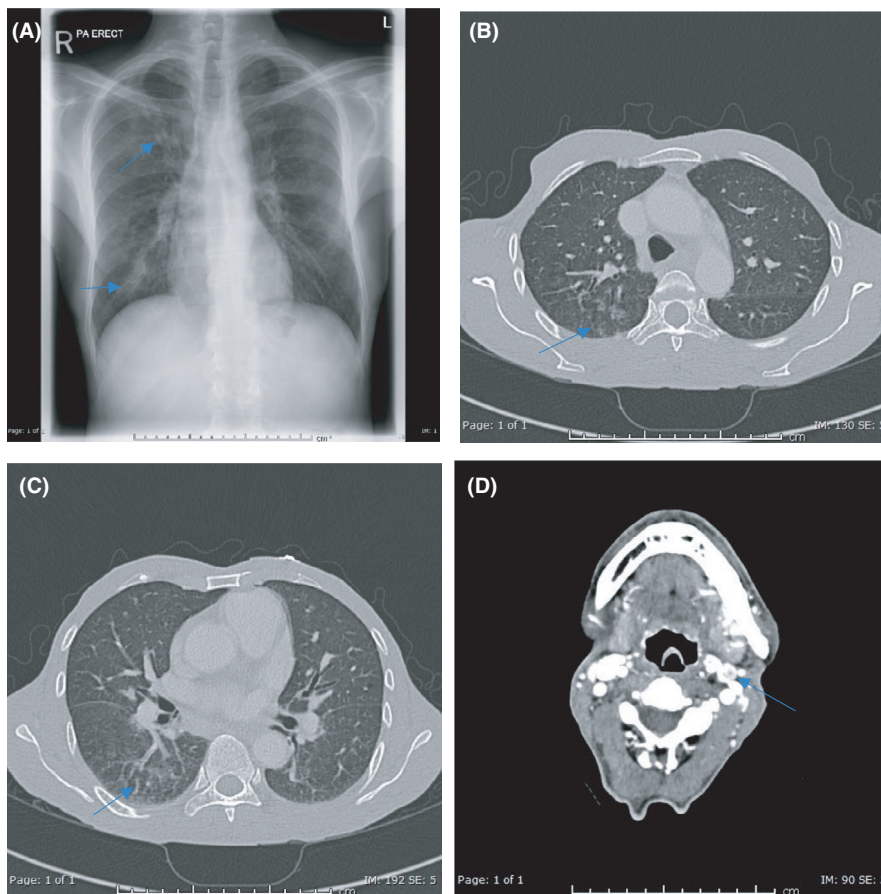 (A)
R PA ERECT
L
Page: 1 of 1
cm
IM: 1
(B)
Page: 1 of 1
cm
IM: 130 SE: 5
(C)
Page: 1 of 1
cm
IM: 192 SE: 5
(D)
Page: 1 of 1
cm
IM: 90 SE: